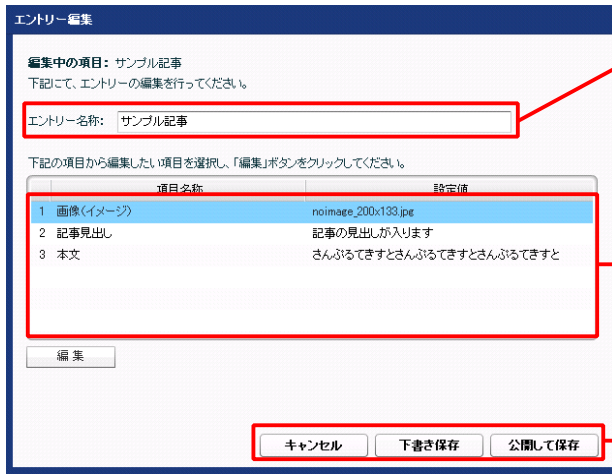 エントリー編集
編集中の項目: サンプル記事
下記にて、エントリーの編集を行ってください。
エントリー名称: サンプル記事
下記の項目から編集したい項目を選択し、「編集」ボタンをクリックしてください。
項目名称 設定値
1 画像(イメージ) noimage_200x133.jpg
2 記事見出し 記事の見出しが入ります
3 本文 さんぷるてきすとさんぷるてきすとさんぷるてきすと
編集
キャンセル 下書き保存 公開して保存